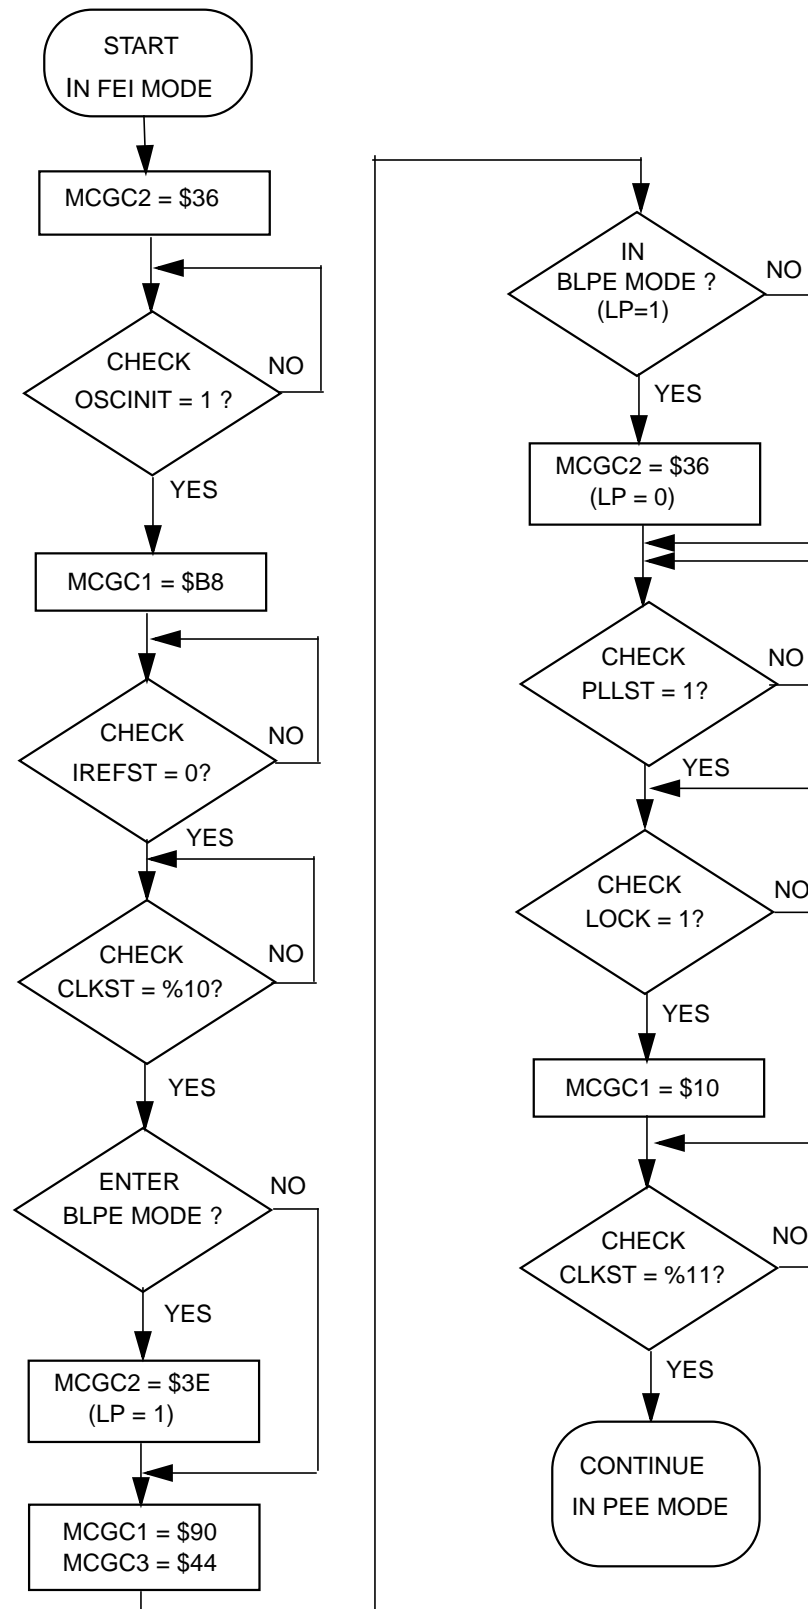 START
IN FEI MODE
MCGC2 = $36
CHECK
OSCINIT = 1 ?
NO
YES
MCGC1 = $B8
CHECK
IREFST = 0?
NO
YES
CHECK
CLKST = %10?
NO
YES
ENTER
BLPE MODE ?
NO
YES
MCGC2 = $3E
(LP = 1)
MCGC1 = $90
MCGC3 = $44
IN
BLPE MODE ?
(LP=1)
NO
YES
MCGC2 = $36
(LP = 0)
CHECK
PLLST = 1?
NO
YES
CHECK
LOCK = 1?
NO
YES
MCGC1 = $10
CHECK
CLKST = %11?
NO
YES
CONTINUE
IN PEE MODE